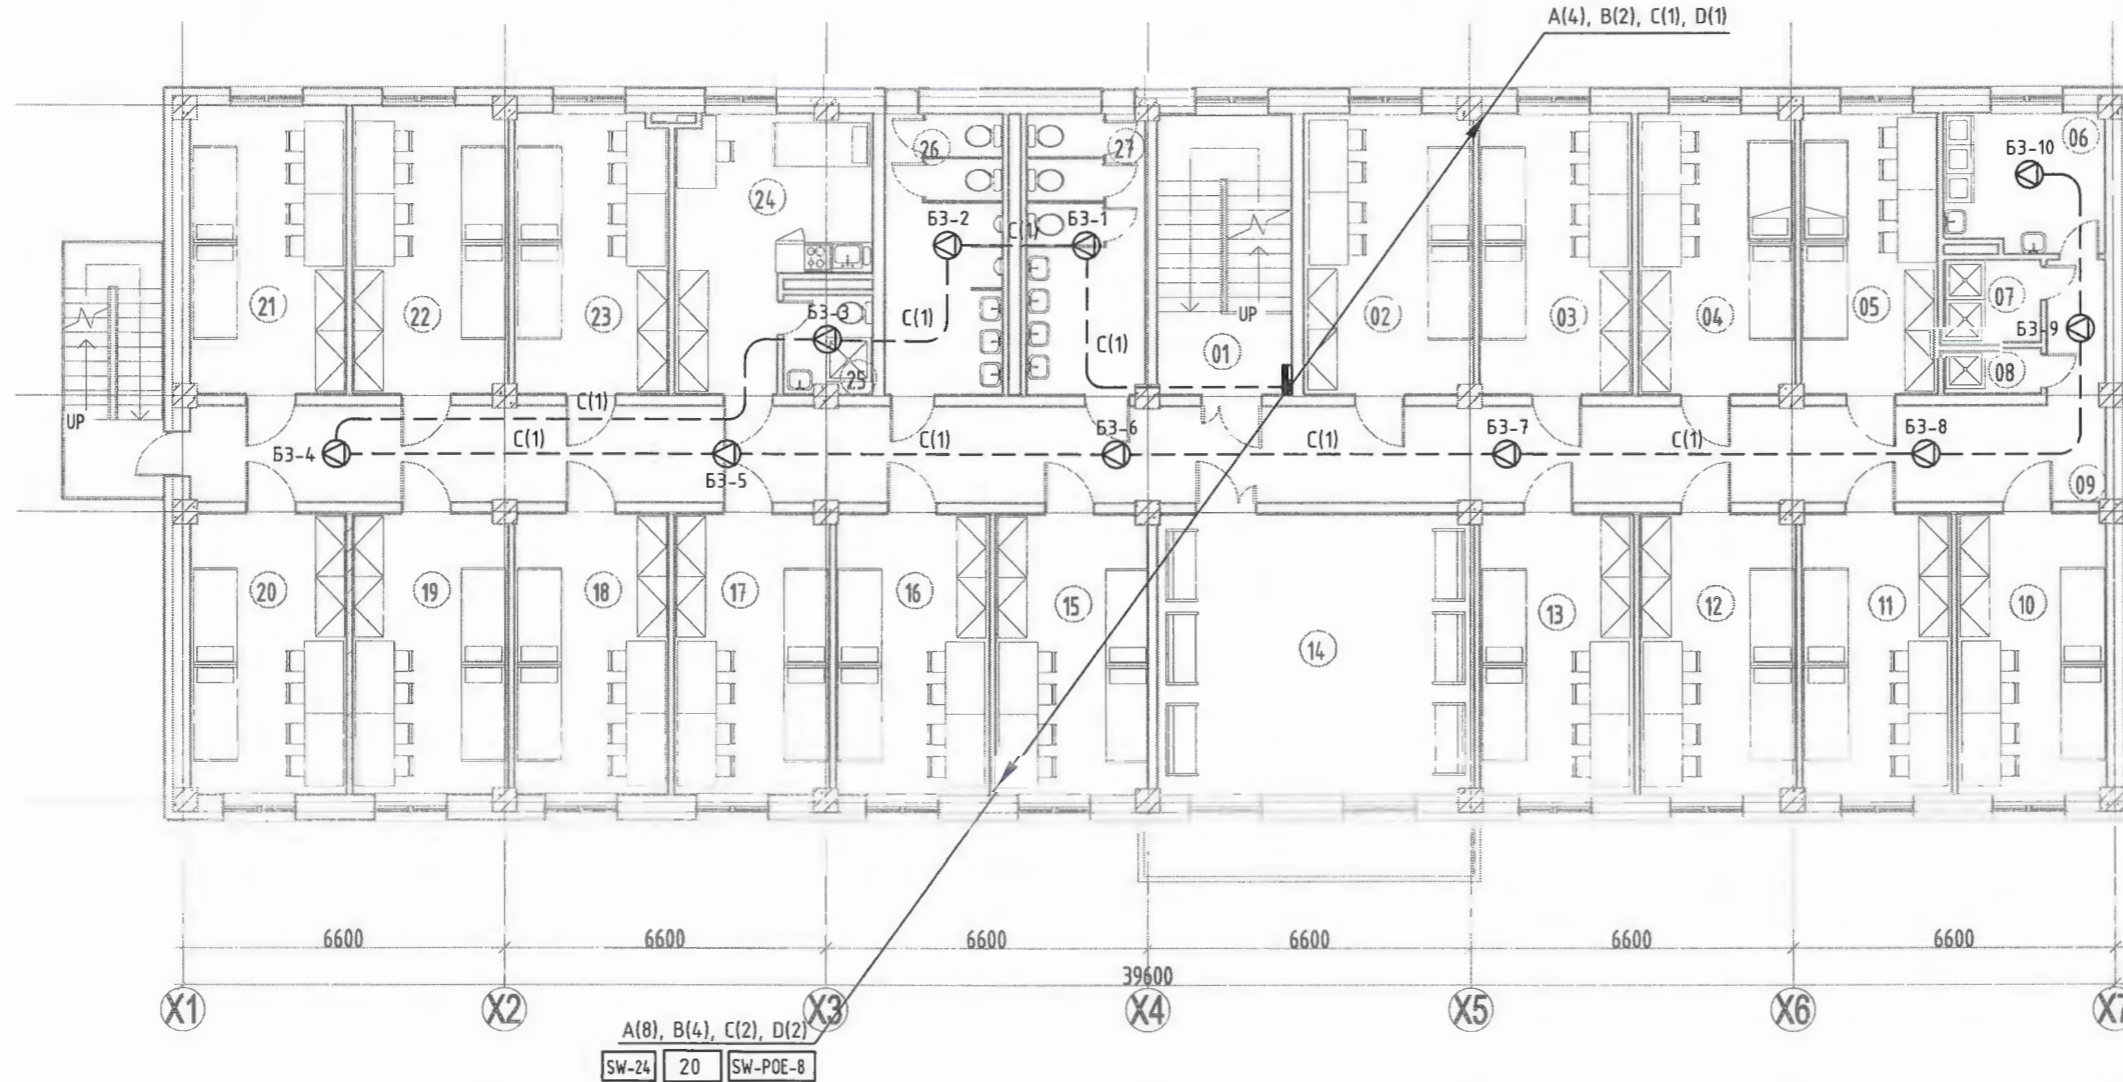 A(4), B(2), C(1), D(1)
26
27
06
БЗ-10
24
БЗ-2
C(1)
БЗ-1
21
22
23
БЗ-3
C(1)
C(1)
UP
01
02
03
04
05
07
БЗ-9
08
25
UP
C(1)
БЗ-4
C(1)
БЗ-5
C(1)
БЗ-6
C(1)
БЗ-7
C(1)
БЗ-8
09
20
19
18
17
16
15
14
13
12
11
10
6600
6600
6600
6600
6600
6600
39600
X1
X2
X3
X4
X5
X6
X7
A(8), B(4), C(2), D(2)
SW-24
20
SW-POE-8